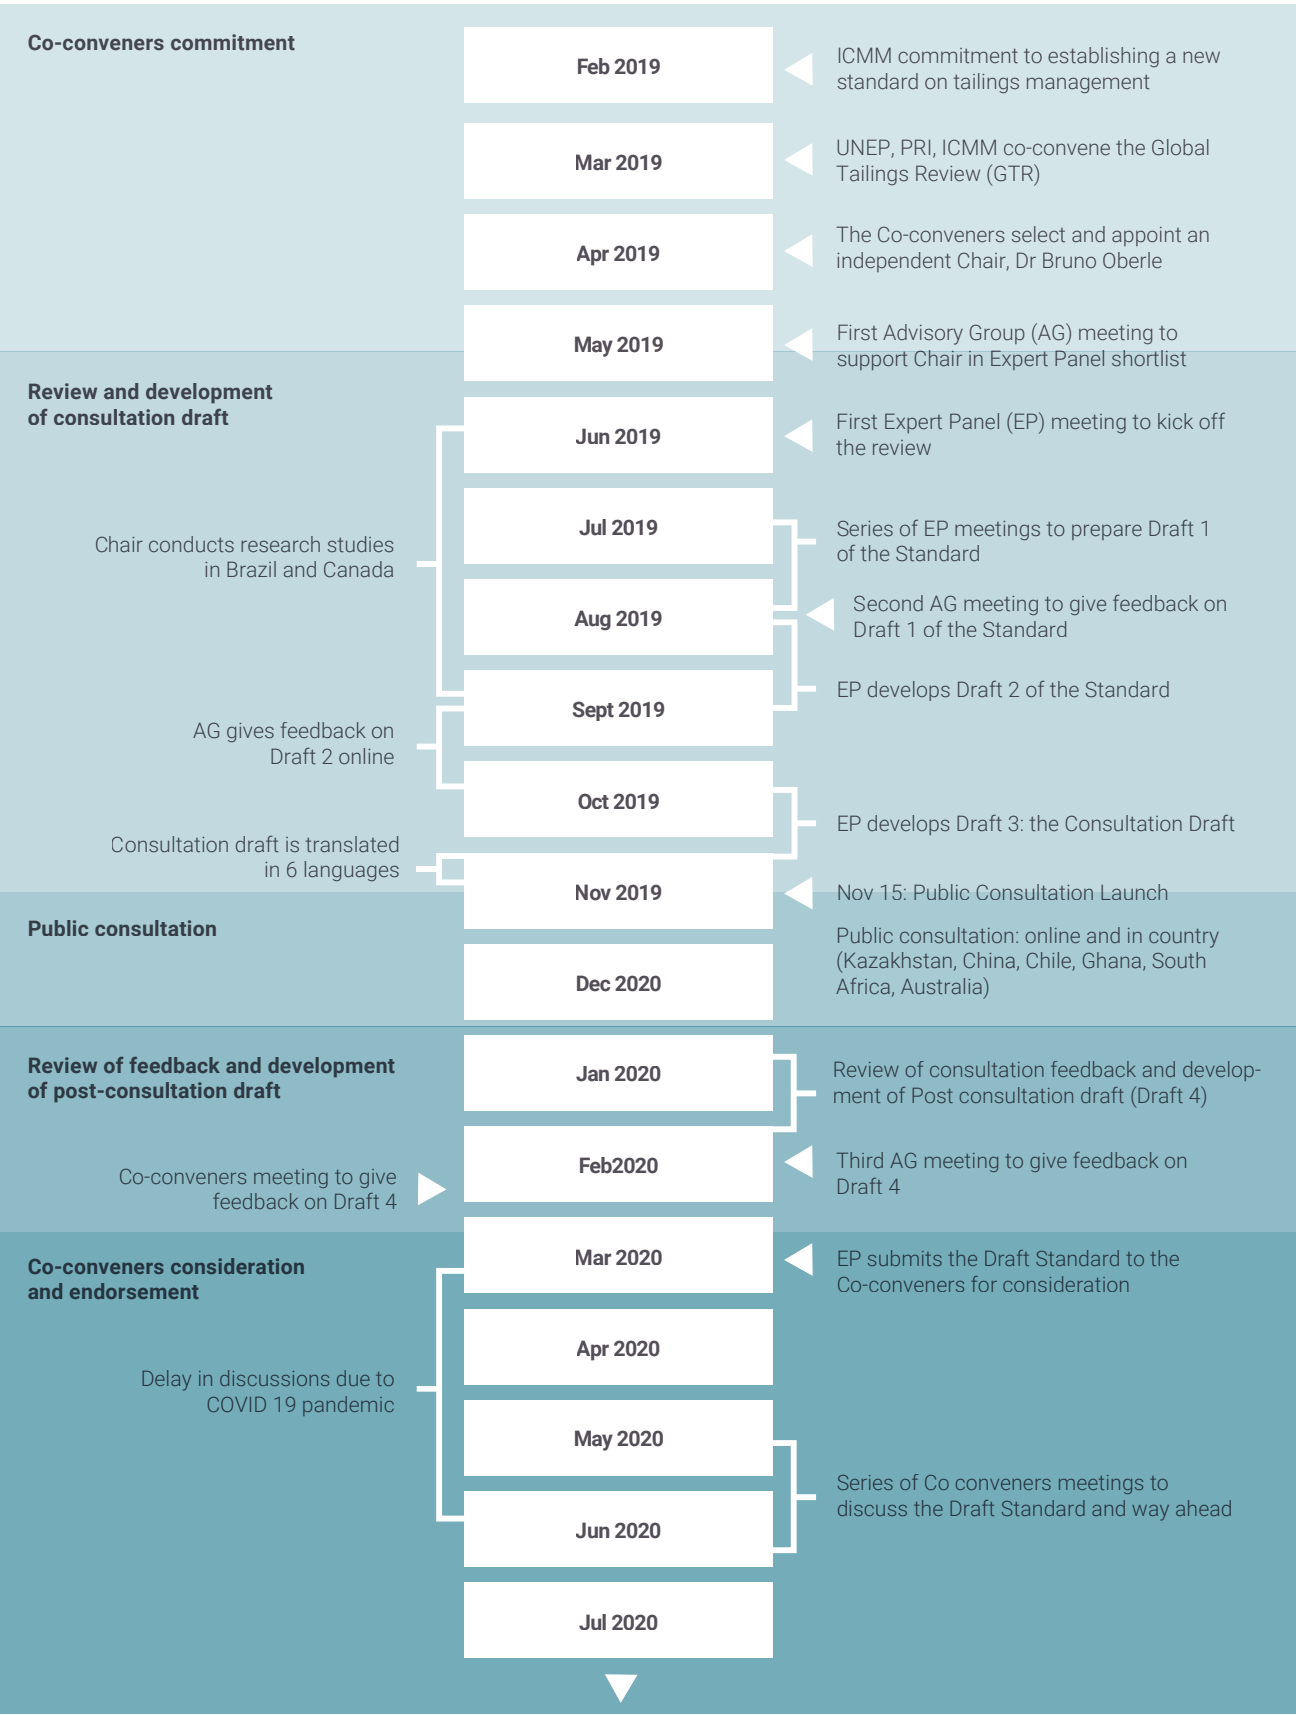 Co-conveners commitment
Feb 2019
ICMM commitment to establishing a new
standard on tailings management
Mar 2019
UNEP, PRI, ICMM co-convene the Global
Tailings Review (GTR)
Apr 2019
The Co-conveners select and appoint an
independent Chair, Dr Bruno Oberle
May 2019
First Advisory Group (AG) meeting to
support Chair in Expert Panel shortlist
Review and development
of consultation draft
Jun 2019
First Expert Panel (EP) meeting to kick off
the review
Jul 2019
Series of EP meetings to prepare Draft 1
of the Standard
Chair conducts research studies
in Brazil and Canada
Aug 2019
Second AG meeting to give feedback on
Draft 1 of the Standard
Sept 2019
EP develops Draft 2 of the Standard
AG gives feedback on
Draft 2 online
Oct 2019
EP develops Draft 3: the Consultation Draft
Consultation draft is translated
in 6 languages
Nov 2019
Nov 15: Public Consultation Launch
Public consultation
Public consultation: online and in country
(Kazakhstan, China, Chile, Ghana, South
Africa, Australia)
Dec 2020
Review of feedback and development
of post-consultation draft
Jan 2020
Review of consultation feedback and develop-
ment of Post consultation draft (Draft 4)
Feb2020
Third AG meeting to give feedback on
Draft 4
Co-conveners meeting to give
feedback on Draft 4
Co-conveners consideration
and endorsement
Mar 2020
EP submits the Draft Standard to the
Co-conveners for consideration
Apr 2020
Delay in discussions due to
COVID 19 pandemic
May 2020
Series of Co conveners meetings to
discuss the Draft Standard and way ahead
Jun 2020
Jul 2020